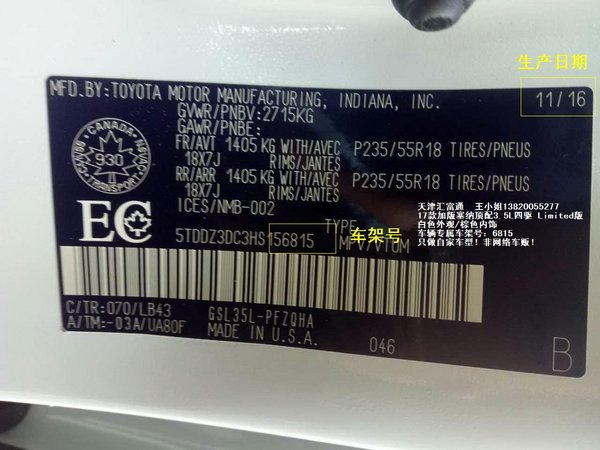 生产日期
MFD.BY:TOYOTA MOTOR MANUFACTURING, INDIANA, INC.
11/16
GVWR/PNBV:2715KG
GAWR/PNBE:
FR/AVT 1405 KG WITH/AVEC P235/55R18 TIRES/PNEUS
18X7J RIMS/JANTES
RR/ARR 1405 KG WITH/AVEC P235/55R18 TIRES/PNEUS
18X7J RIMS/JANTES
ICES/NMB-002
CANADA
930
TRANSPORT
EC
天津汇富通 王小姐13820055277
17款加版塞纳顶配3.5L四驱 Limited版
白色外观/棕色内饰
车辆专属车架号：6815
只做自家车型！非网络车贩！
TYPE
5TDDZ3DC3HS156815 MPV/VTUM
车架号
C/TR:070/LB43 GSL35L-PFZQHA
A/TM:-03A/UA80F MADE IN U.S.A.
046
B